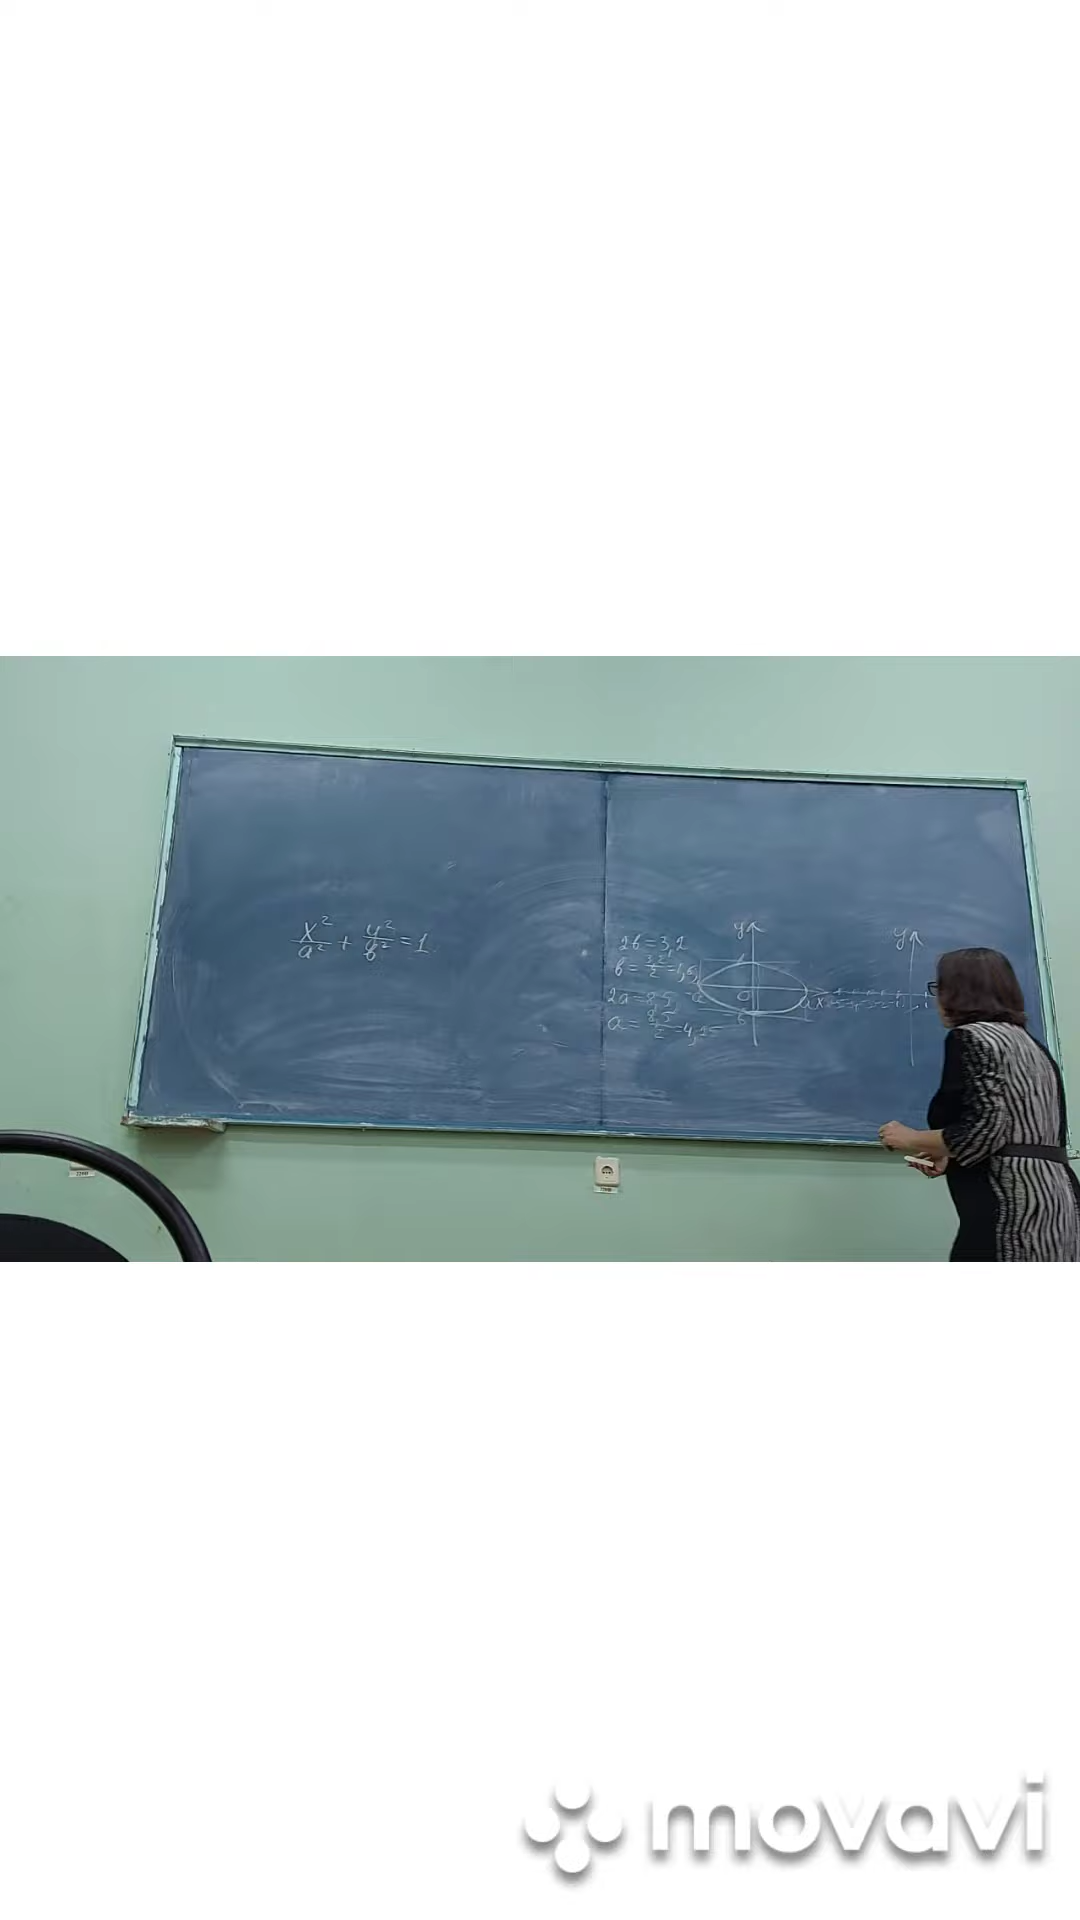 x²/a² + y²/b² = 1
2b = 3,2
b = 3,2/2 = 1,6
2a = 8,5
a = 8,5/2 = 4,25
y
-a
O
a x
b
y
movavi